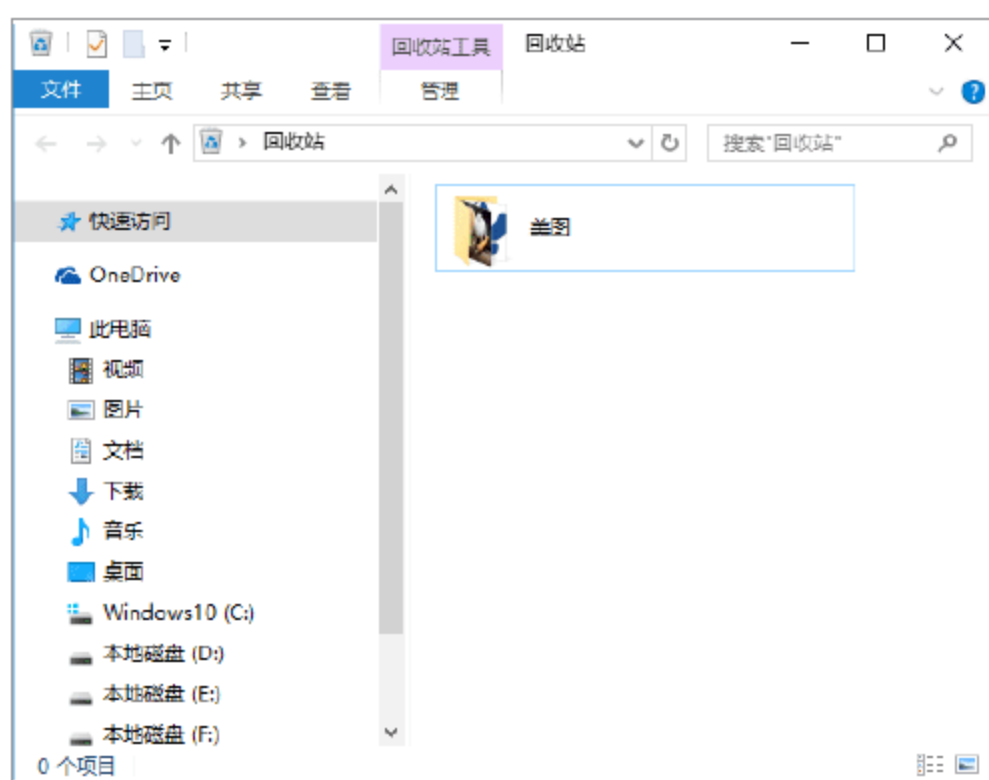 回收站工具 回收站
文件 主页 共享 查看 管理
回收站 搜索"回收站"
快速访问
美图
OneDrive
此电脑
视频
图片
文档
下载
音乐
桌面
Windows10 (C:)
本地磁盘 (D:)
本地磁盘 (E:)
本地磁盘 (F:)
0 个项目